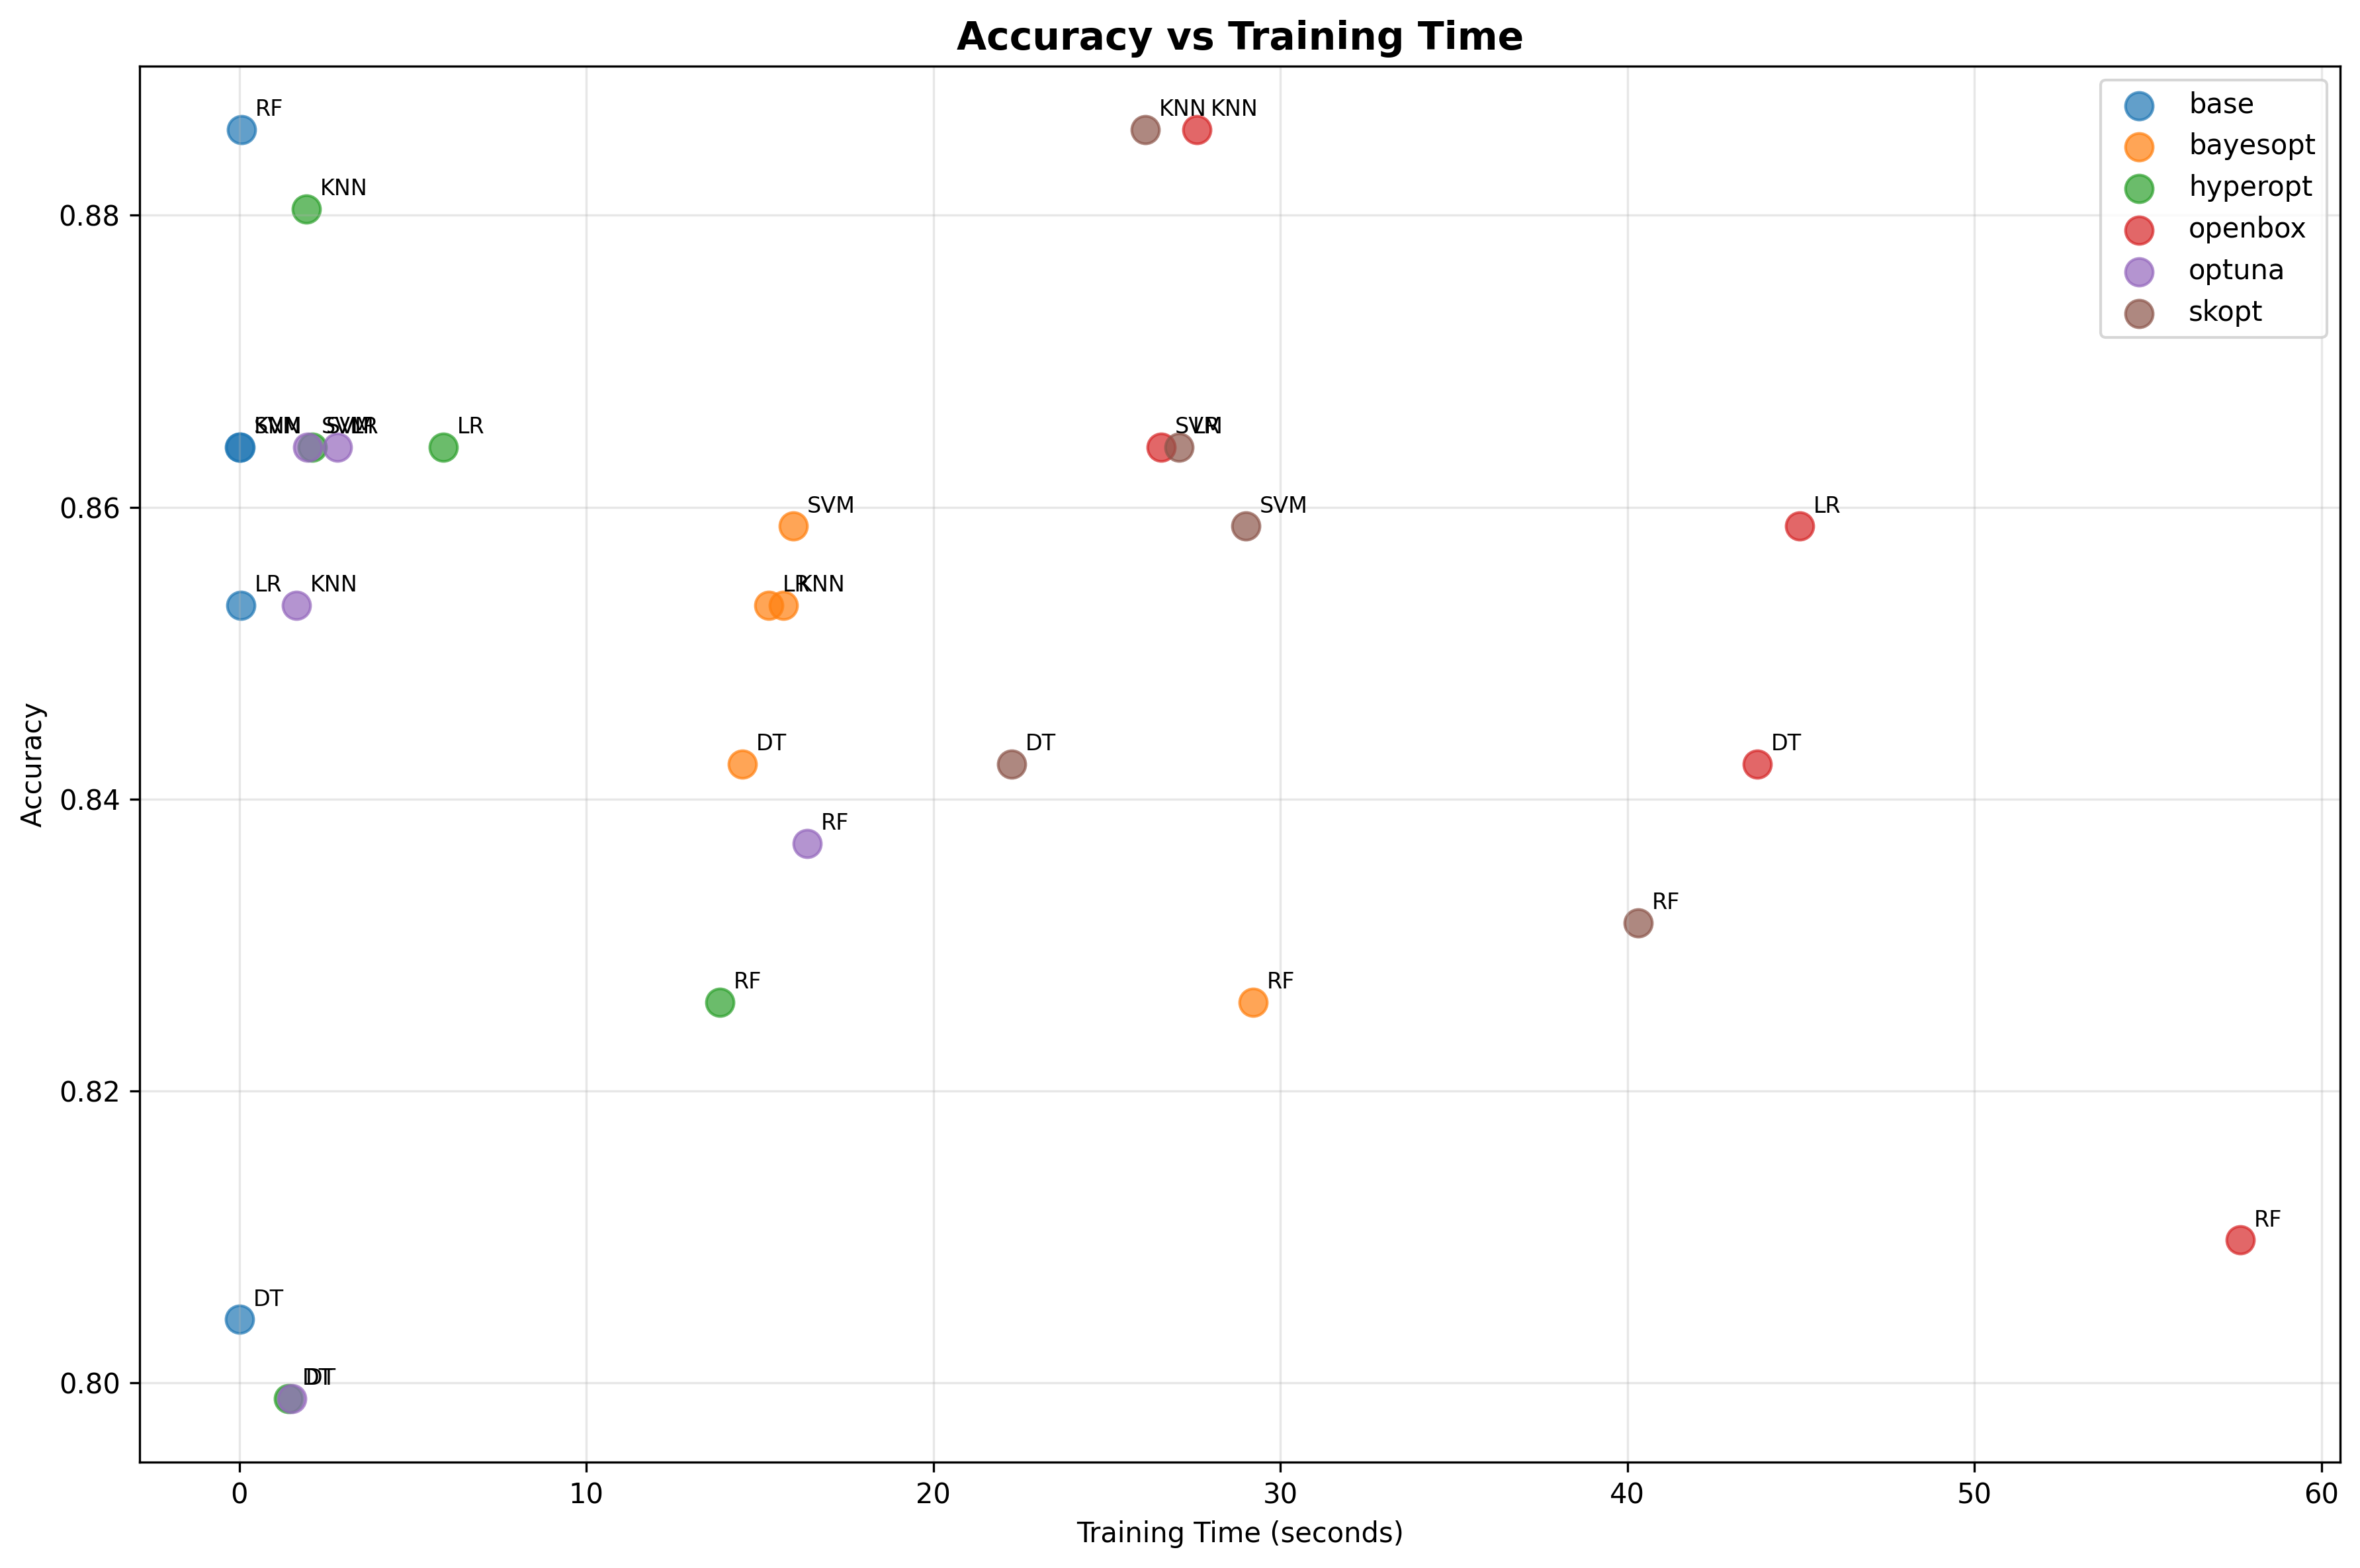 Accuracy vs Training Time
RF
KNN
KNN
base
bayesopt
hyperopt
openbox
optuna
skopt
KNN
0.88
SVM
KNN
SVM
SVM
LR
LR
SVM
LR
0.86
SVM
SVM
LR
LR
KNN
LR
KNN
DT
DT
DT
0.84
RF
RF
RF
RF
0.82
RF
DT
DT
DT
0.80
Accuracy
0
10
20
30
40
50
60
Training Time (seconds)